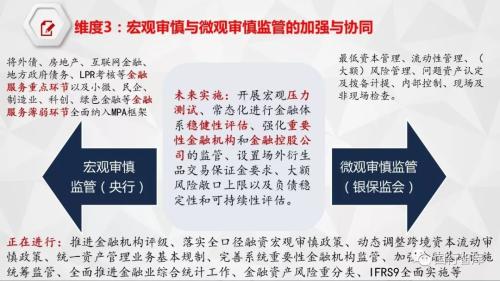 维度3:宏观审慎与微观审慎监管的加强与协同
将外债、房地产、互联网金融、
地方政府债务、LPR考核等金融
服务重点环节以及小微、民企、
制造业、科创、绿色金融等金融
服务薄弱环节全面纳入MPA框架
未来实施:开展宏观压力
测试、常态化进行金融体
系稳健性评估、强化重要
性金融机构和金融控股公
司的监管、设置场外衍生
品交易保证金要求、大额
风险敞口上限以及负债稳
定性和可持续性评估。
最低资本管理、流动性管理、(
大额)风险管理、问题资产认定
及拨备计提、内部控制、现场及
非现场检查。
宏观审慎
监管(央行)
微观审慎监管
(银保监会)
正在进行:推进金融机构评级、落实全口径融资宏观审慎政策、动态调整跨境资本流动审
慎政策、统一资产管理业务基本规制、完善系统重要性金融机构监管、加强
统筹监管、全面推进金融业综合统计工作、金融资产风险重分类、IFRS9全面实施等